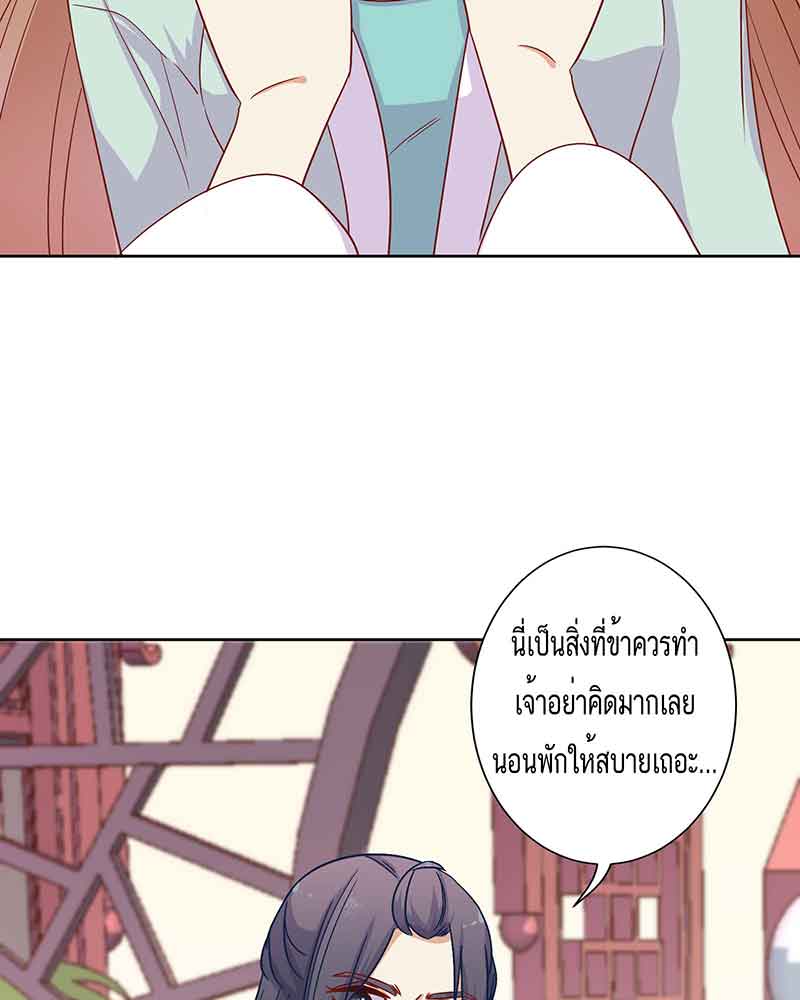 นี่เป็นสิ่งที่ข้าควรทำ
เจ้าอย่าคิดมากเลย
นอนพักให้สบายเถอะ...